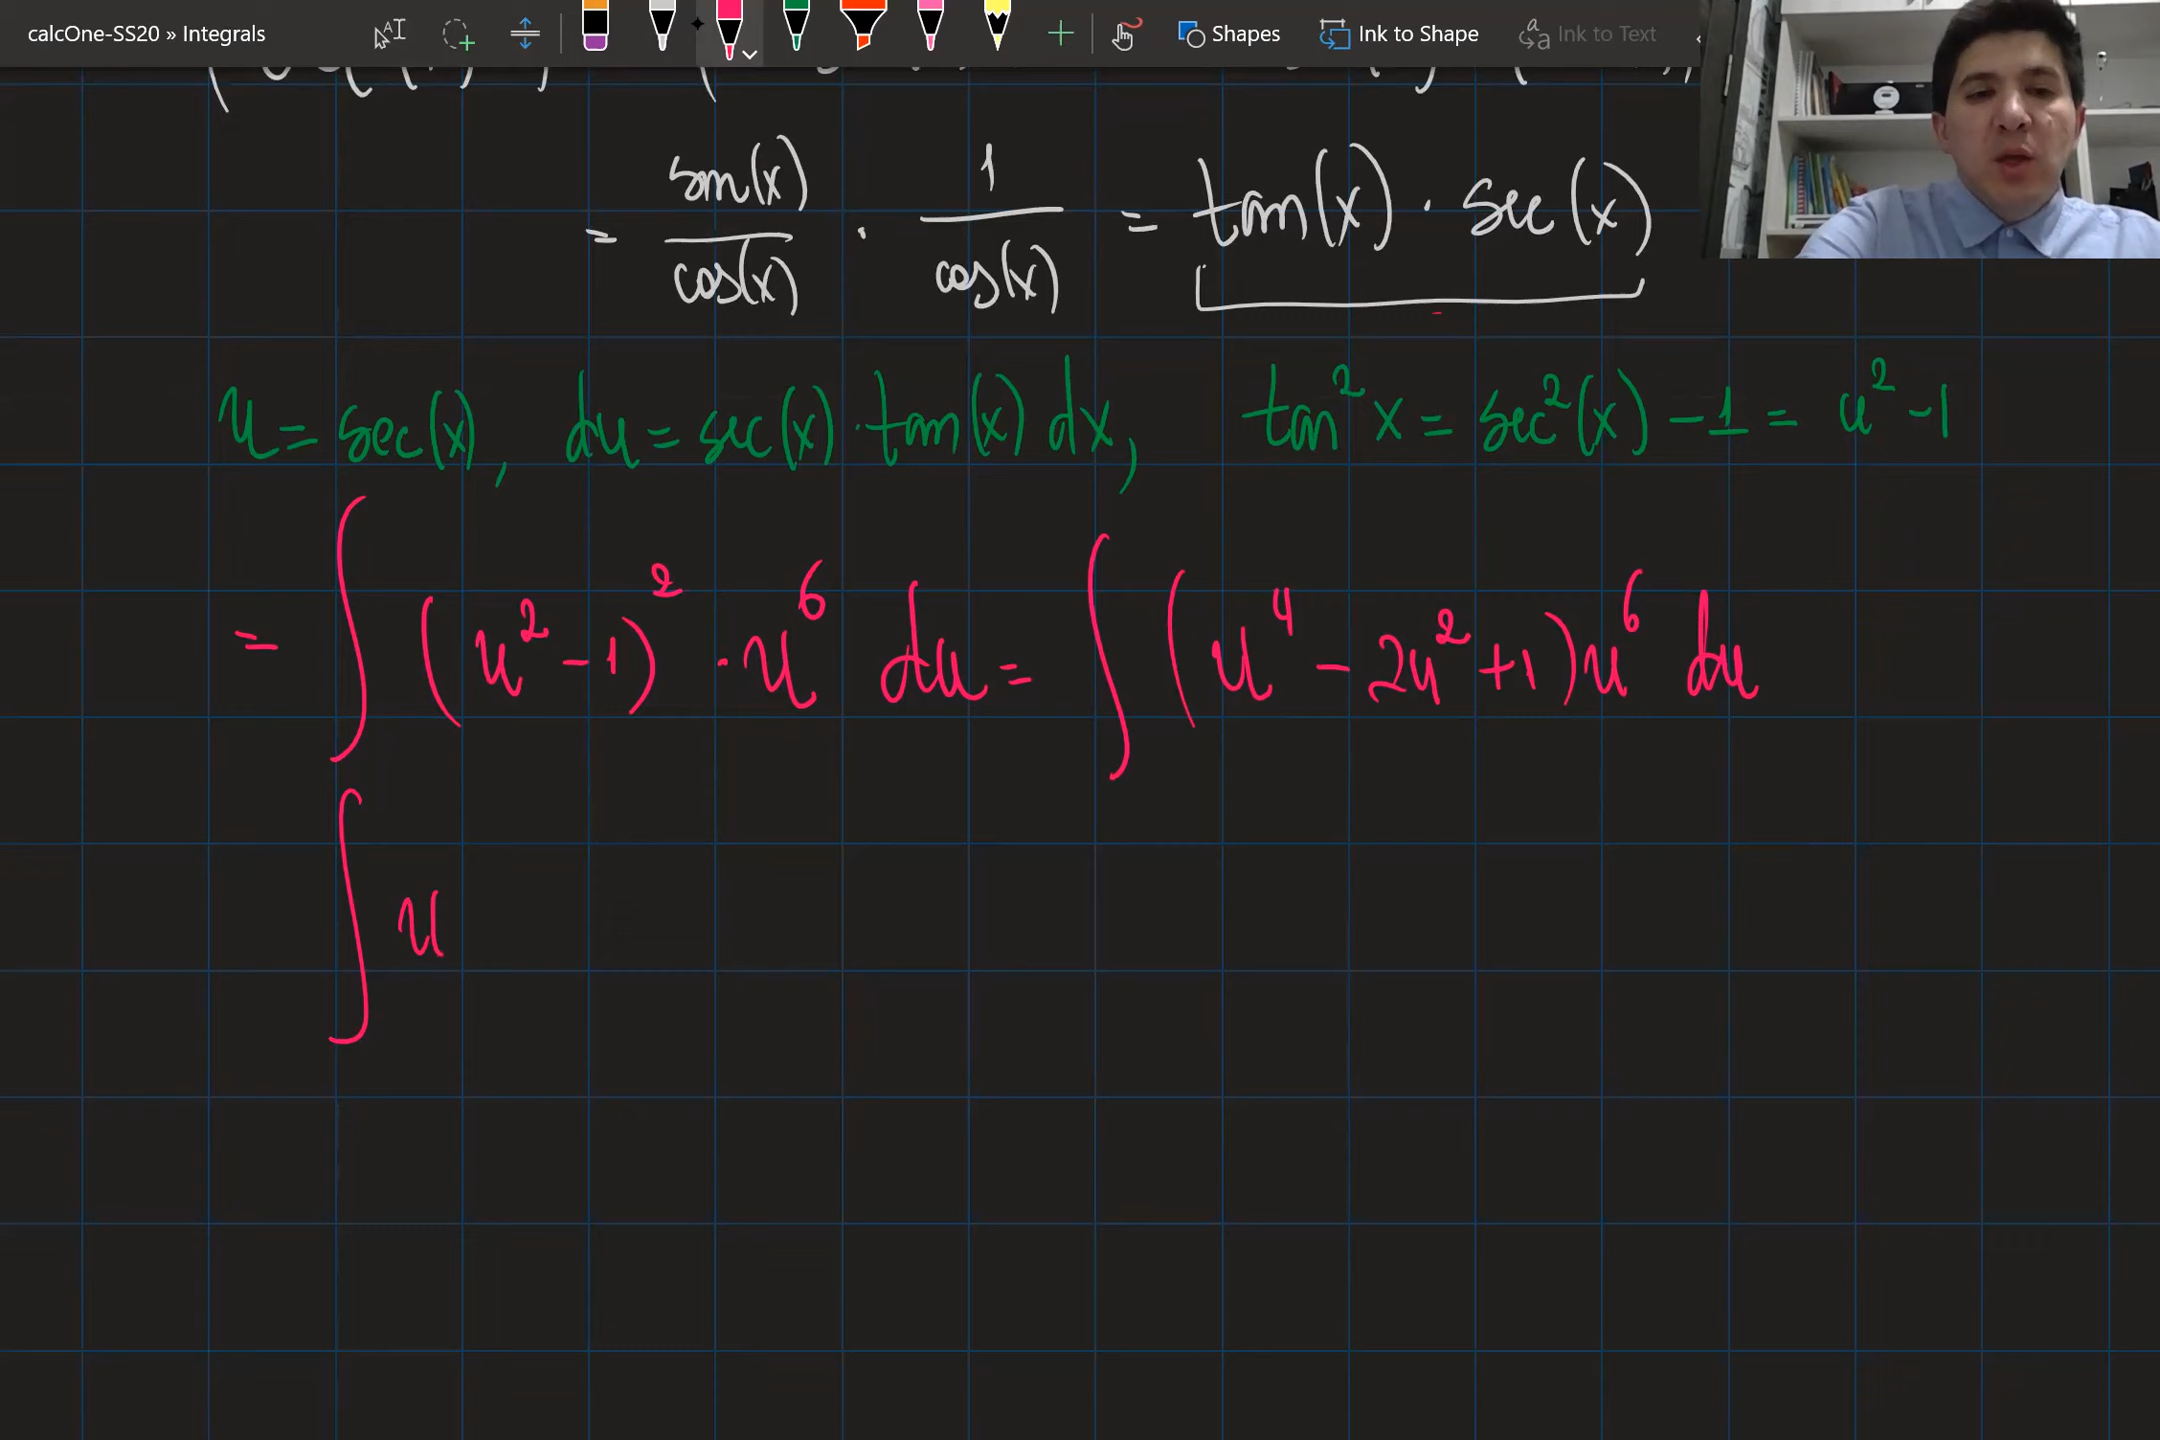 calcOne-SS20 » Integrals
Shapes
Ink to Shape
Ink to Text
= sin(x)/cos(x) · 1/cos(x) = tan(x) · sec(x)
u = sec(x), du = sec(x) · tan(x) dx, tan² x = sec²(x) − 1 = u² − 1
= ∫ (u² − 1)² · u⁶ du = ∫ (u⁴ − 2u² + 1) u⁶ du
∫ u